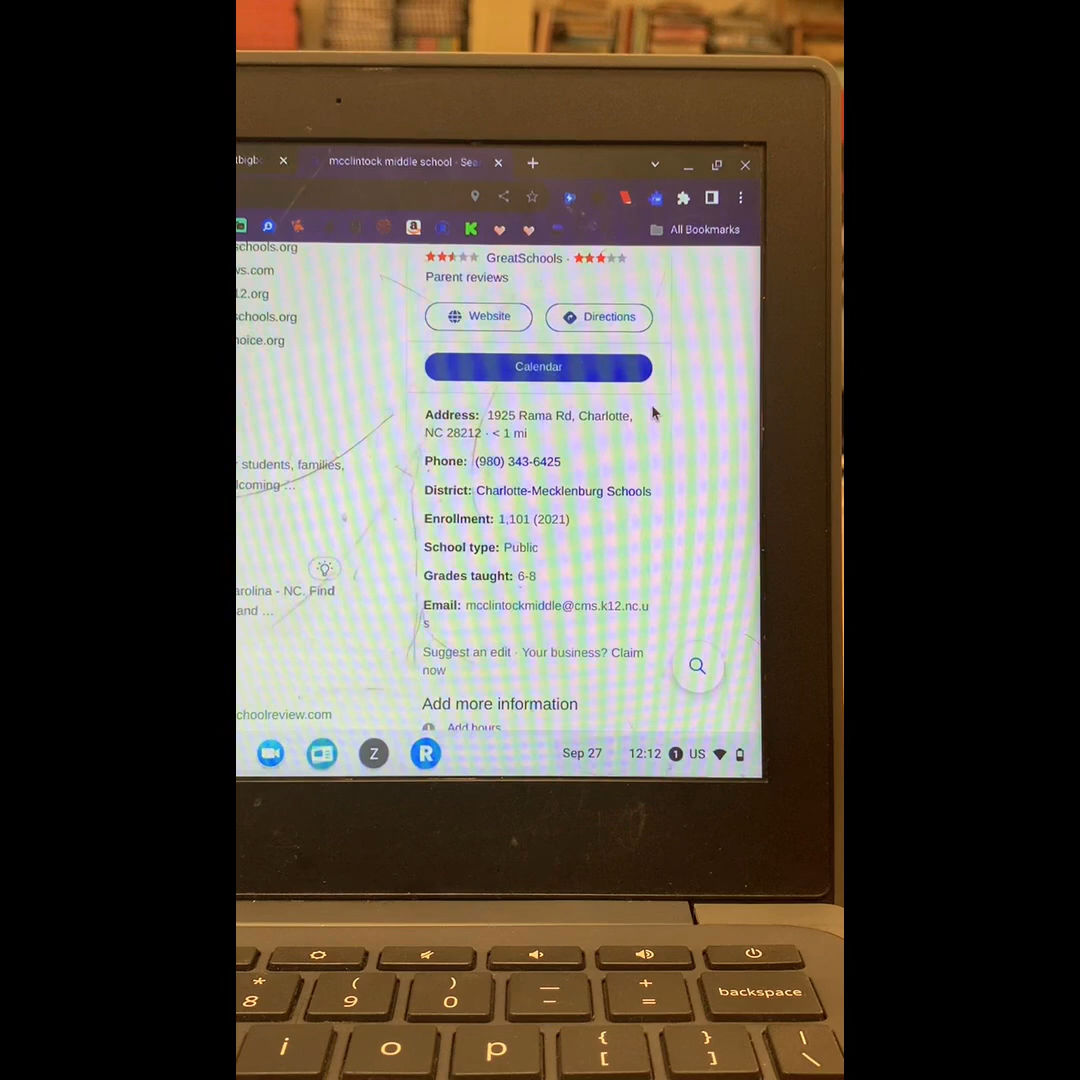 tbigb
mcclintock middle school - Sea
All Bookmarks
schools.org
GreatSchools ·
ws.com
Parent reviews
12.org
schools.org
Website
Directions
hoice.org
Calendar
Address: 1925 Rama Rd, Charlotte,
NC 28212 · < 1 mi
students, families,
Phone: (980) 343-6425
lcoming ...
District: Charlotte-Mecklenburg Schools
Enrollment: 1,101 (2021)
School type: Public
Grades taught: 6-8
arolina - NC. Find
and ...
Email: mcclintockmiddle@cms.k12.nc.u
s
Suggest an edit · Your business? Claim
now
Add more information
choolreview.com
Add hours
Z
R
Sep 27
12:12
1
US
* ( ) — +
8 9 0 - = backspace
{ } |
i o p [ ] \